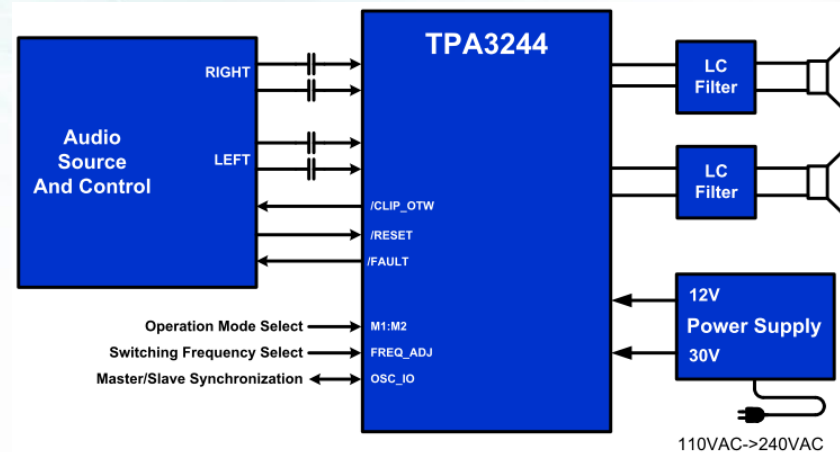 TPA3244
RIGHT
LEFT
Audio
Source
And Control
/CLIP_OTW
/RESET
/FAULT
Operation Mode Select
M1:M2
Switching Frequency Select
FREQ_ADJ
Master/Slave Synchronization
OSC_IO
LC
Filter
LC
Filter
12V
Power Supply
30V
110VAC->240VAC